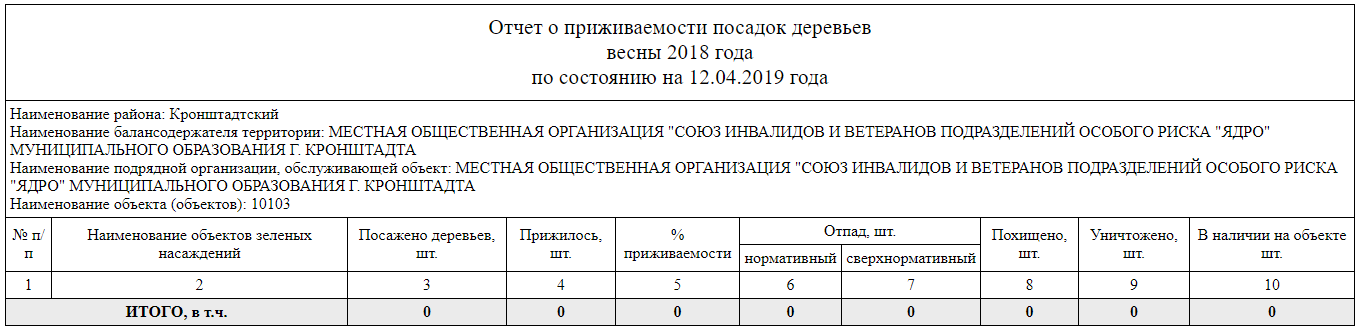 Отчет о приживаемости посадок деревьев
весны 2018 года
по состоянию на 12.04.2019 года
Наименование района: Кронштадтский
Наименование балансодержателя территории: МЕСТНАЯ ОБЩЕСТВЕННАЯ ОРГАНИЗАЦИЯ "СОЮЗ ИНВАЛИДОВ И ВЕТЕРАНОВ ПОДРАЗДЕЛЕНИЙ ОСОБОГО РИСКА "ЯДРО"
МУНИЦИПАЛЬНОГО ОБРАЗОВАНИЯ Г. КРОНШТАДТА
Наименование подрядной организации, обслуживающей объект: МЕСТНАЯ ОБЩЕСТВЕННАЯ ОРГАНИЗАЦИЯ "СОЮЗ ИНВАЛИДОВ И ВЕТЕРАНОВ ПОДРАЗДЕЛЕНИЙ ОСОБОГО РИСКА
"ЯДРО" МУНИЦИПАЛЬНОГО ОБРАЗОВАНИЯ Г. КРОНШТАДТА
Наименование объекта (объектов): 10103
№ п/
п
Наименование объектов зеленых
насаждений
Посажено деревьев,
шт.
Прижилось,
шт.
%
приживаемости
Отпад, шт.
нормативный
сверхнормативный
Похищено,
шт.
Уничтожено,
шт.
В наличии на объекте
шт.
1 2 3 4 5 6 7 8 9 10
ИТОГО, в т.ч. 0 0 0 0 0 0 0 0